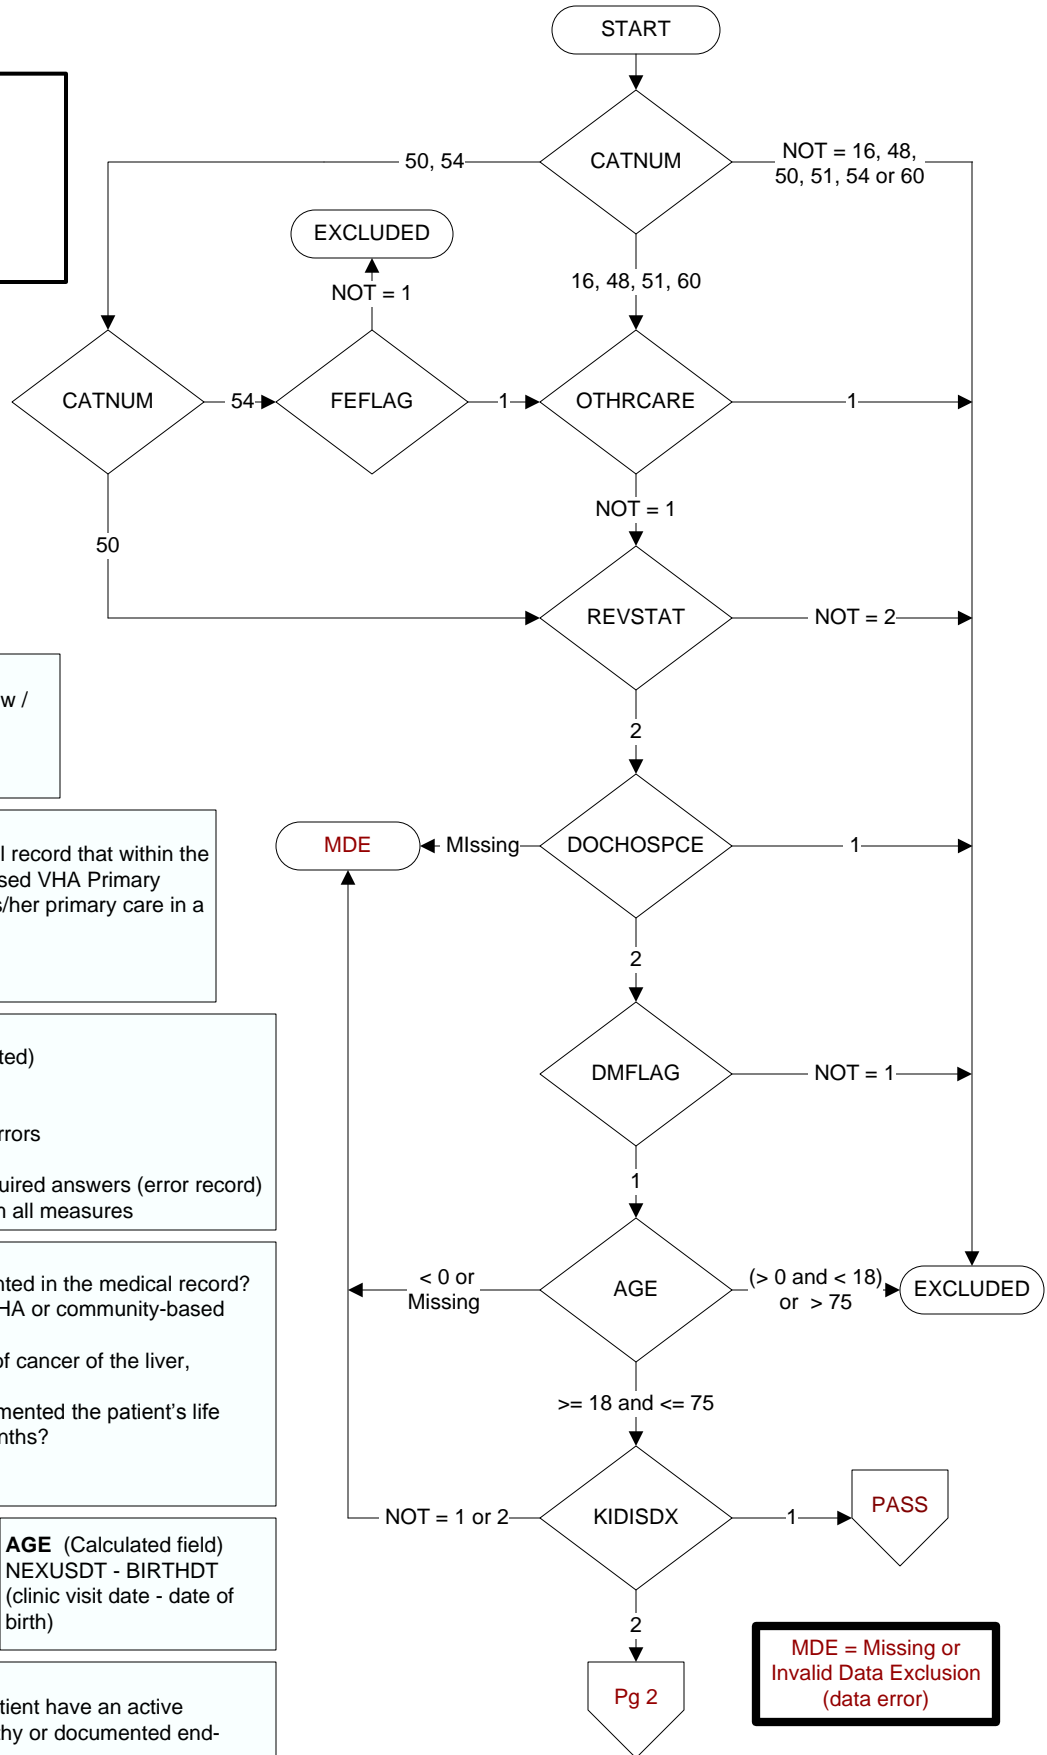 START
CATNUM
50, 54
NOT = 16, 48,
50, 51, 54 or 60
EXCLUDED
NOT = 1
16, 48, 51, 60
CATNUM
54
FEFLAG
1
OTHRCARE
1
NOT = 1
50
REVSTAT
NOT = 2
w /
2
MDE
MIssing
DOCHOSPCE
1
l record that within the
sed VHA Primary
s/her primary care in a
2
ted)
rrors
uired answers (error record)
n all measures
DMFLAG
NOT = 1
1
nted in the medical record?
HA or community-based
of cancer of the liver,
mented the patient's life
nths?
< 0 or
Missing
AGE
(> 0 and < 18)
or > 75
EXCLUDED
>= 18 and <= 75
NOT = 1 or 2
KIDISDX
1
PASS
AGE (Calculated field)
NEXUSDT - BIRTHDT
(clinic visit date - date of
birth)
2
Pg 2
MDE = Missing or
Invalid Data Exclusion
(data error)
atient have an active
thy or documented end-